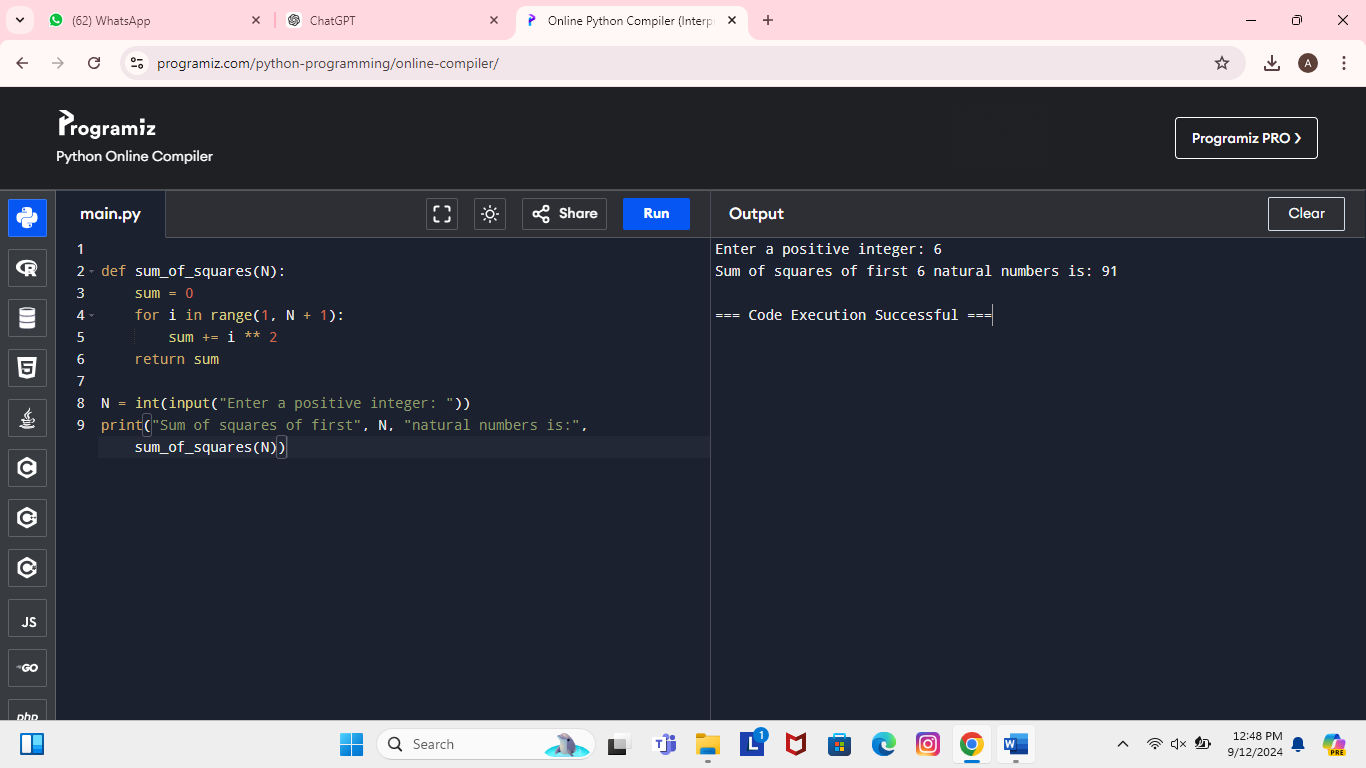 (62) WhatsApp
ChatGPT
Online Python Compiler (Interp
programiz.com/python-programming/online-compiler/
A
Programiz
Python Online Compiler
Programiz PRO ❯
main.py
Share
Run
Output
Clear
1
2 def sum_of_squares(N):
3 sum = 0
4 for i in range(1, N + 1):
5 sum += i ** 2
6 return sum
7
8 N = int(input("Enter a positive integer: "))
9 print("Sum of squares of first", N, "natural numbers is:",
sum_of_squares(N))
Enter a positive integer: 6
Sum of squares of first 6 natural numbers is: 91
=== Code Execution Successful ===
R
5
C
C
C
JS
GO
php
Search
L
1
W
12:48 PM
9/12/2024
PRE